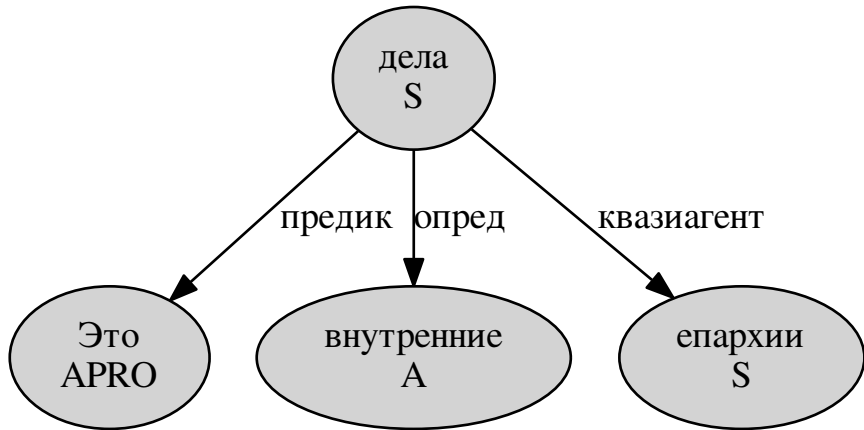 дела
S
предик опред квазиагент
Это
APRO
внутренние
A
епархии
S